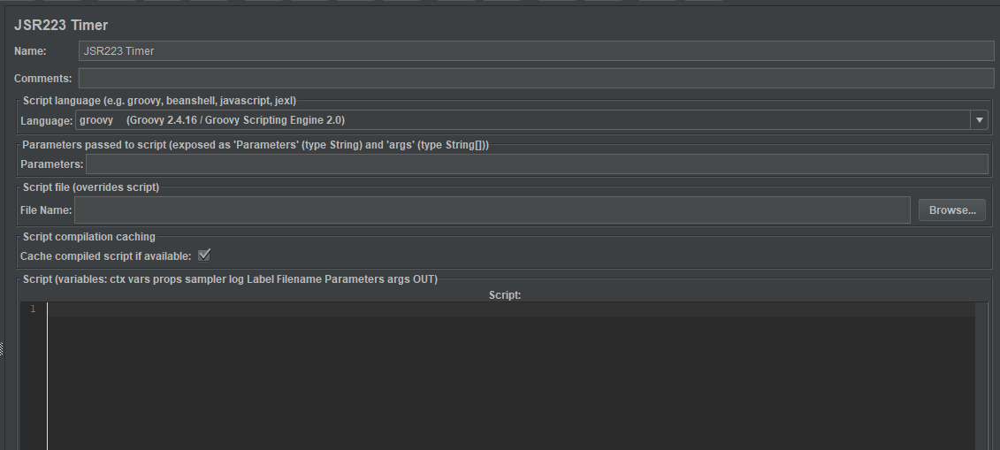 JSR223 Timer
Name: JSR223 Timer
Comments:
Script language (e.g. groovy, beanshell, javascript, jexl)
Language: groovy (Groovy 2.4.16 / Groovy Scripting Engine 2.0)
Parameters passed to script (exposed as 'Parameters' (type String) and 'args' (type String[]))
Parameters:
Script file (overrides script)
File Name: Browse...
Script compilation caching
Cache compiled script if available:
Script (variables: ctx vars props sampler log Label Filename Parameters args OUT)
Script:
1